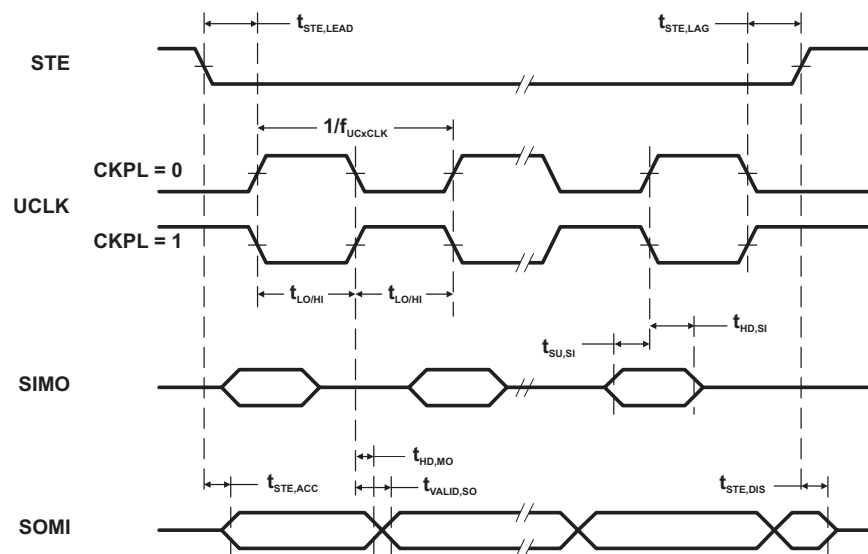 tSTE,LEAD
tSTE,LAG
STE
1/fUCxCLK
CKPL = 0
UCLK
CKPL = 1
tLO/HI tLO/HI
tHD,SI
tSU,SI
SIMO
tHD,MO
tSTE,ACC
tVALID,SO
tSTE,DIS
SOMI